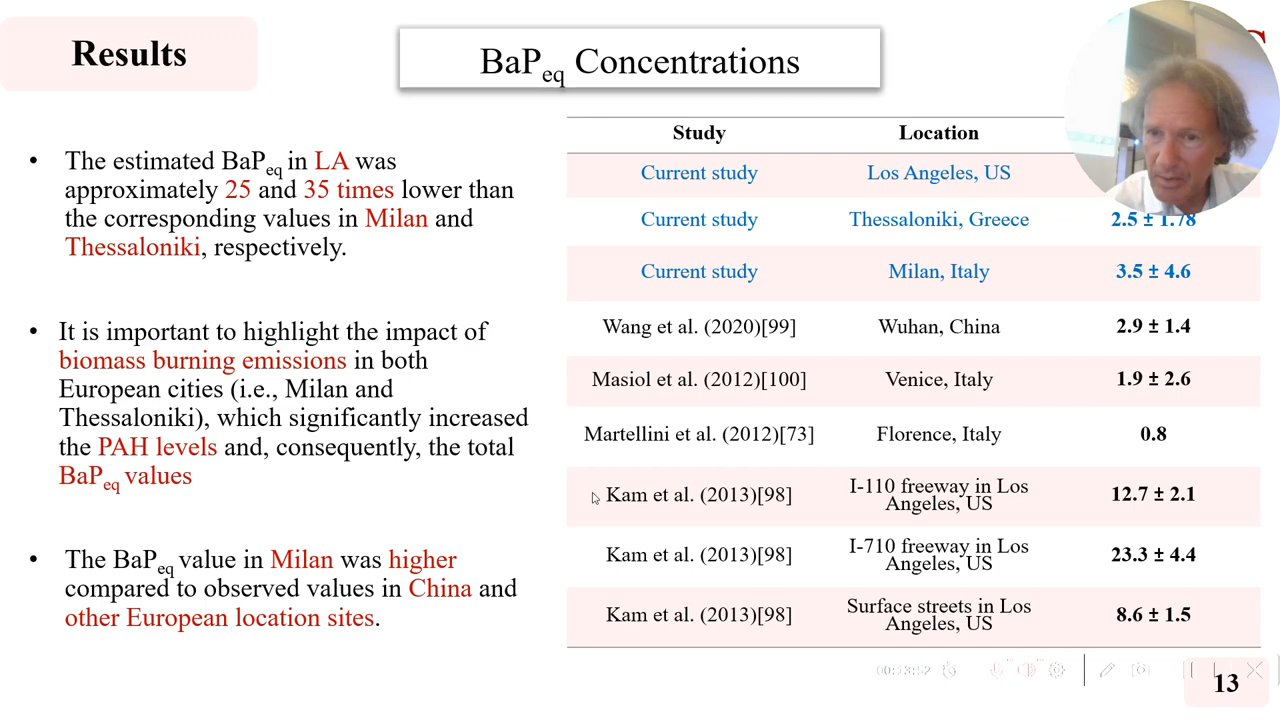 Results
BaPeq Concentrations
• The estimated BaPeq in LA was
approximately 25 and 35 times lower than
the corresponding values in Milan and
Thessaloniki, respectively.
• It is important to highlight the impact of
biomass burning emissions in both
European cities (i.e., Milan and
Thessaloniki), which significantly increased
the PAH levels and, consequently, the total
BaPeq values
• The BaPeq value in Milan was higher
compared to observed values in China and
other European location sites.
Study Location
Current study Los Angeles, US
Current study Thessaloniki, Greece 2.5 ± 1.78
Current study Milan, Italy 3.5 ± 4.6
Wang et al. (2020)[99] Wuhan, China 2.9 ± 1.4
Masiol et al. (2012)[100] Venice, Italy 1.9 ± 2.6
Martellini et al. (2012)[73] Florence, Italy 0.8
Kam et al. (2013)[98] I-110 freeway in Los
Angeles, US 12.7 ± 2.1
Kam et al. (2013)[98] I-710 freeway in Los
Angeles, US 23.3 ± 4.4
Kam et al. (2013)[98] Surface streets in Los
Angeles, US 8.6 ± 1.5
00:13:52
13